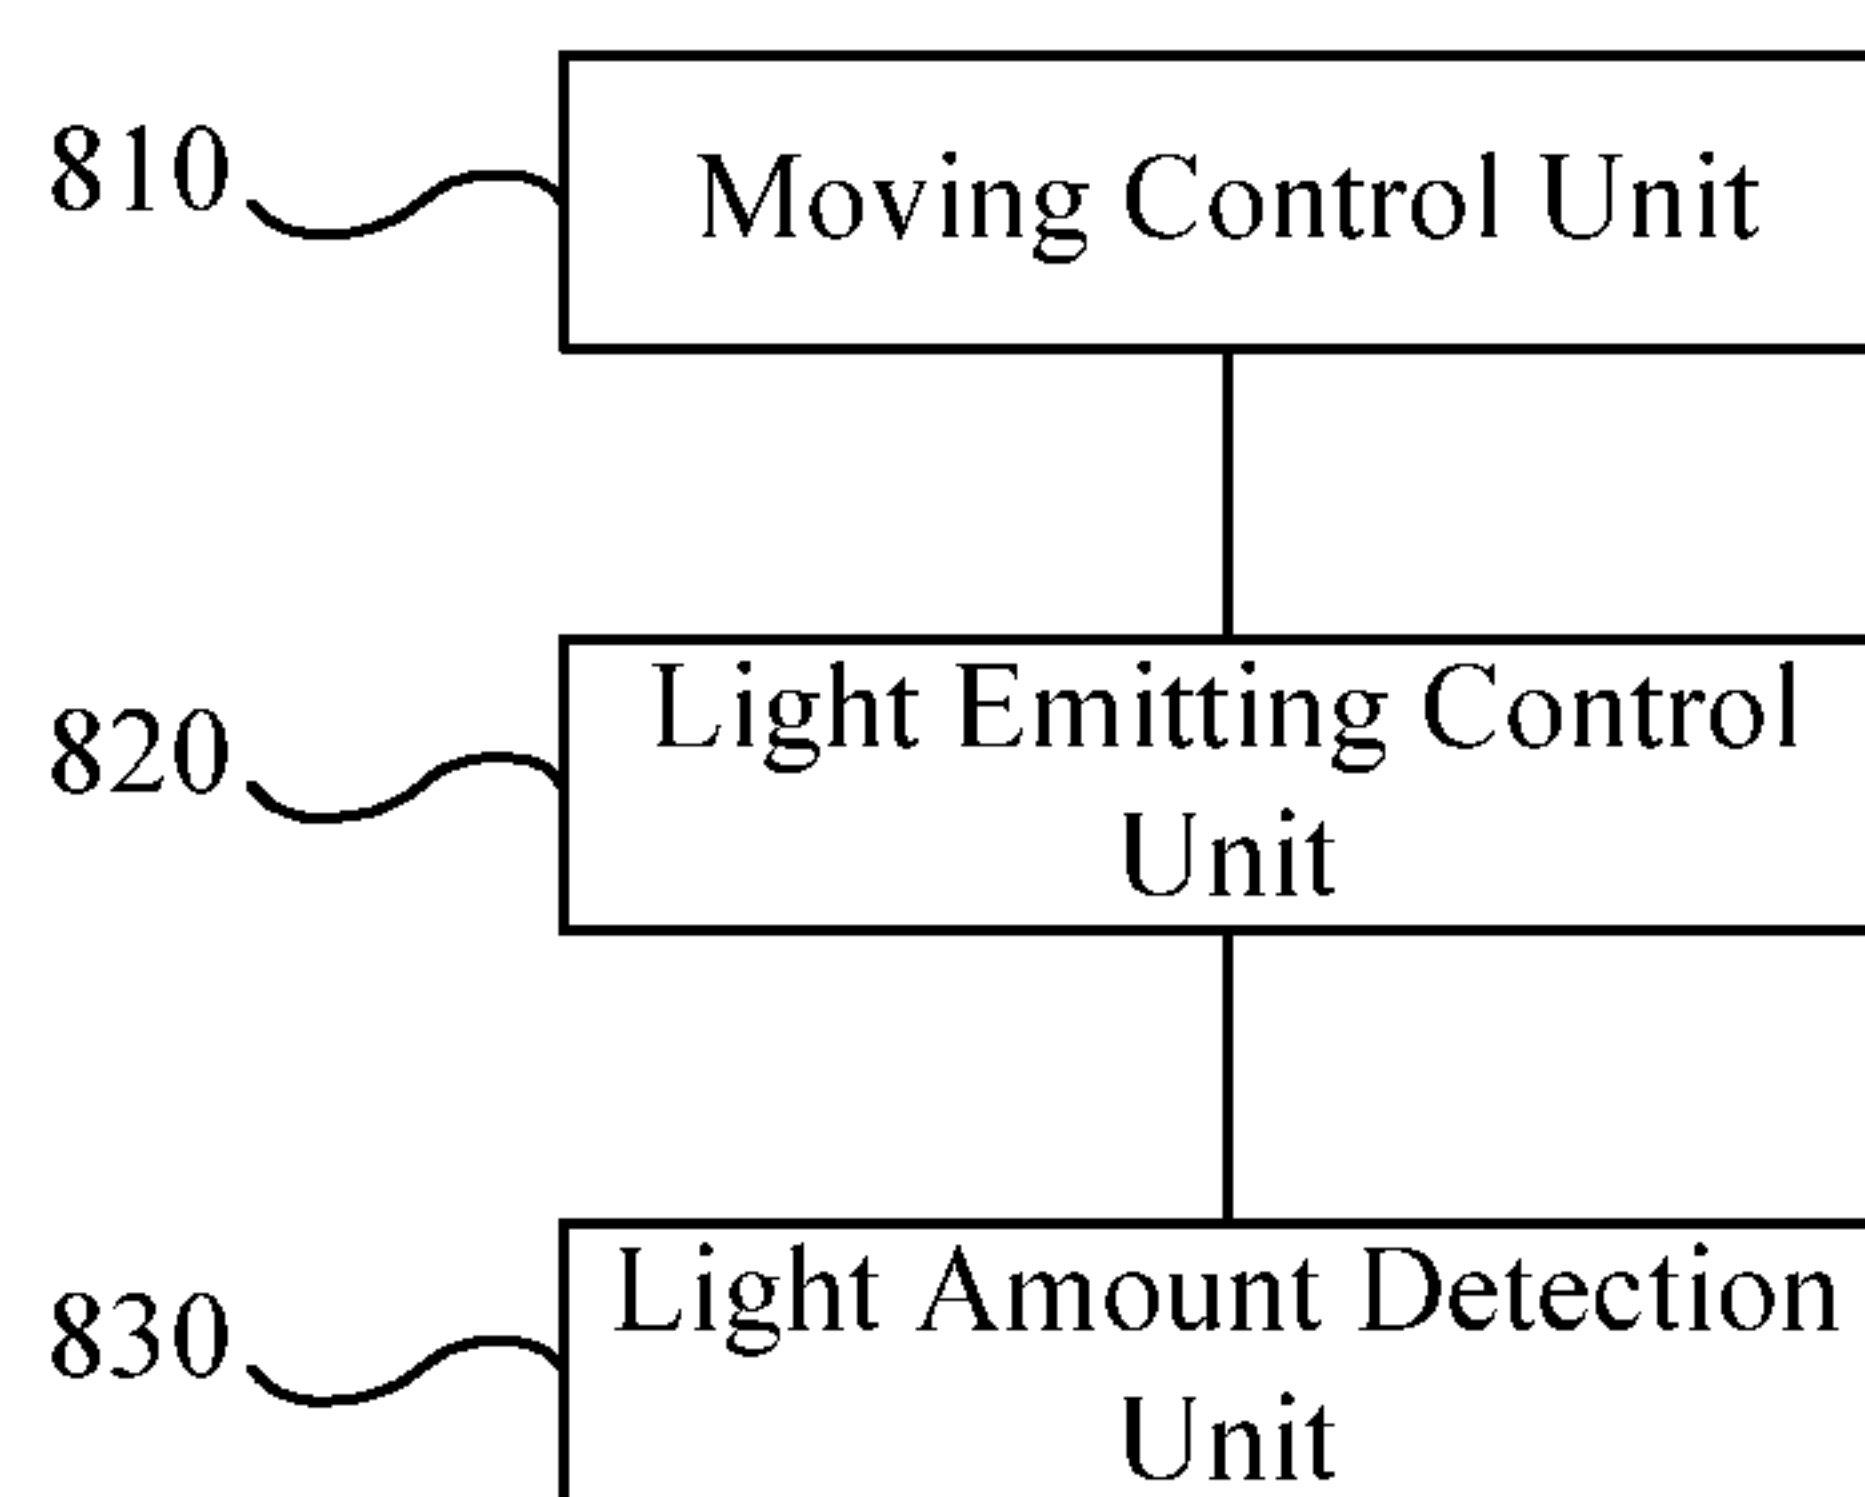 810
Moving Control Unit
820
Light Emitting Control
Unit
830
Light Amount Detection
Unit